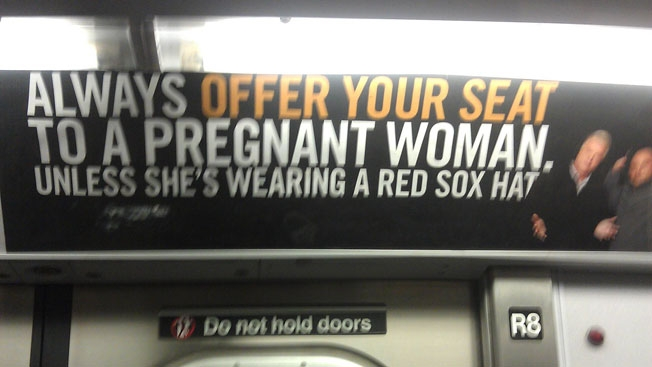 ALWAYS OFFER YOUR SEAT
TO A PREGNANT WOMAN.
UNLESS SHE'S WEARING A RED SOX HAT
Do not hold doors
R8